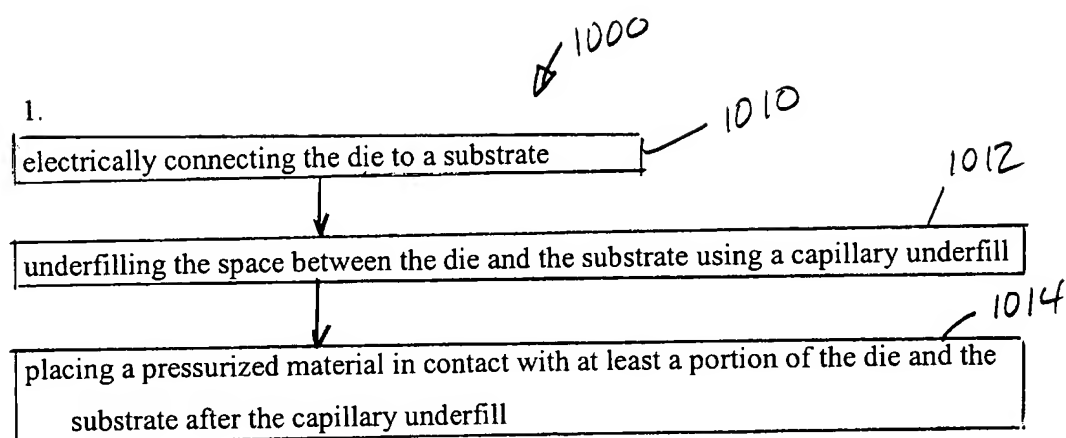 1000
1.
1010
electrically connecting the die to a substrate
1012
underfilling the space between the die and the substrate using a capillary underfill
1014
placing a pressurized material in contact with at least a portion of the die and the
substrate after the capillary underfill